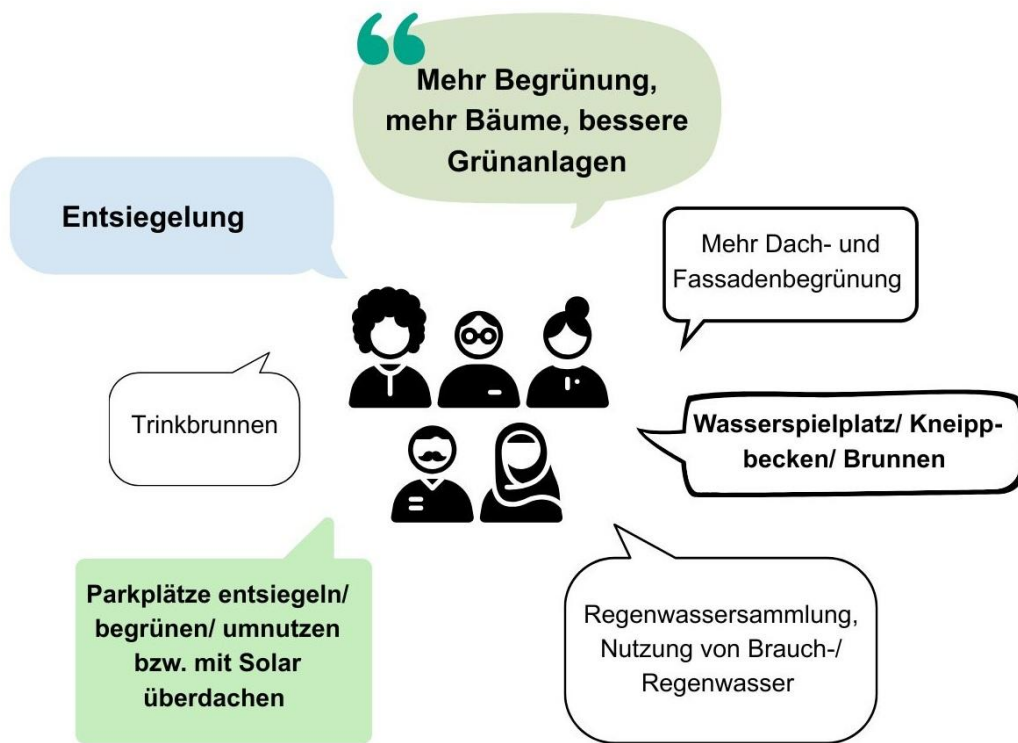 Mehr Begrünung,
mehr Bäume, bessere
Grünanlagen
Entsiegelung
Mehr Dach- und
Fassadenbegrünung
Trinkbrunnen
Wasserspielplatz/ Kneipp-
becken/ Brunnen
Parkplätze entsiegeln/
begrünen/ umnutzen
bzw. mit Solar
überdachen
Regenwassersammlung,
Nutzung von Brauch-/
Regenwasser